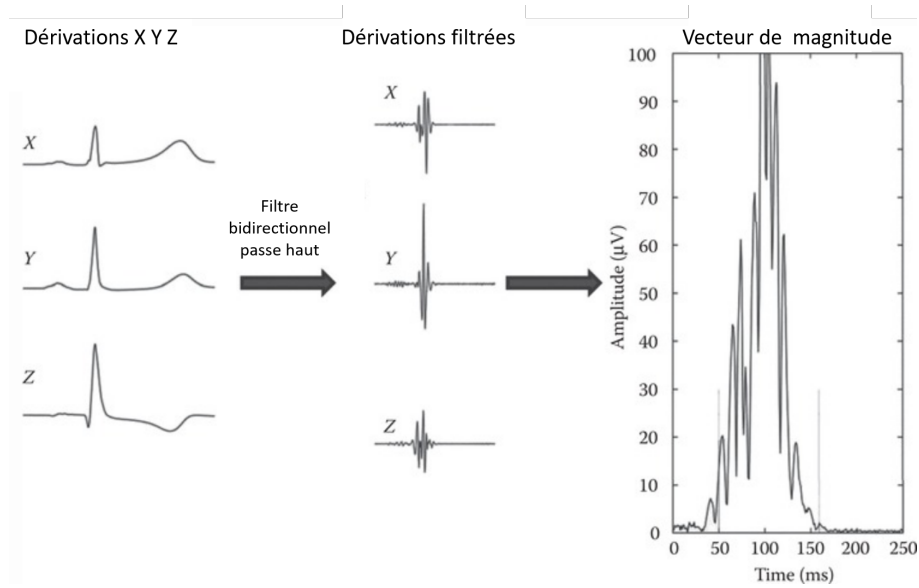 Dérivations X Y Z
Dérivations filtrées
Vecteur de magnitude
X
Y
Z
Filtre
bidirectionnel
passe haut
X
Y
Z
Amplitude (µV)
100
90
80
70
60
50
40
30
20
10
0
0 50 100 150 200 250
Time (ms)